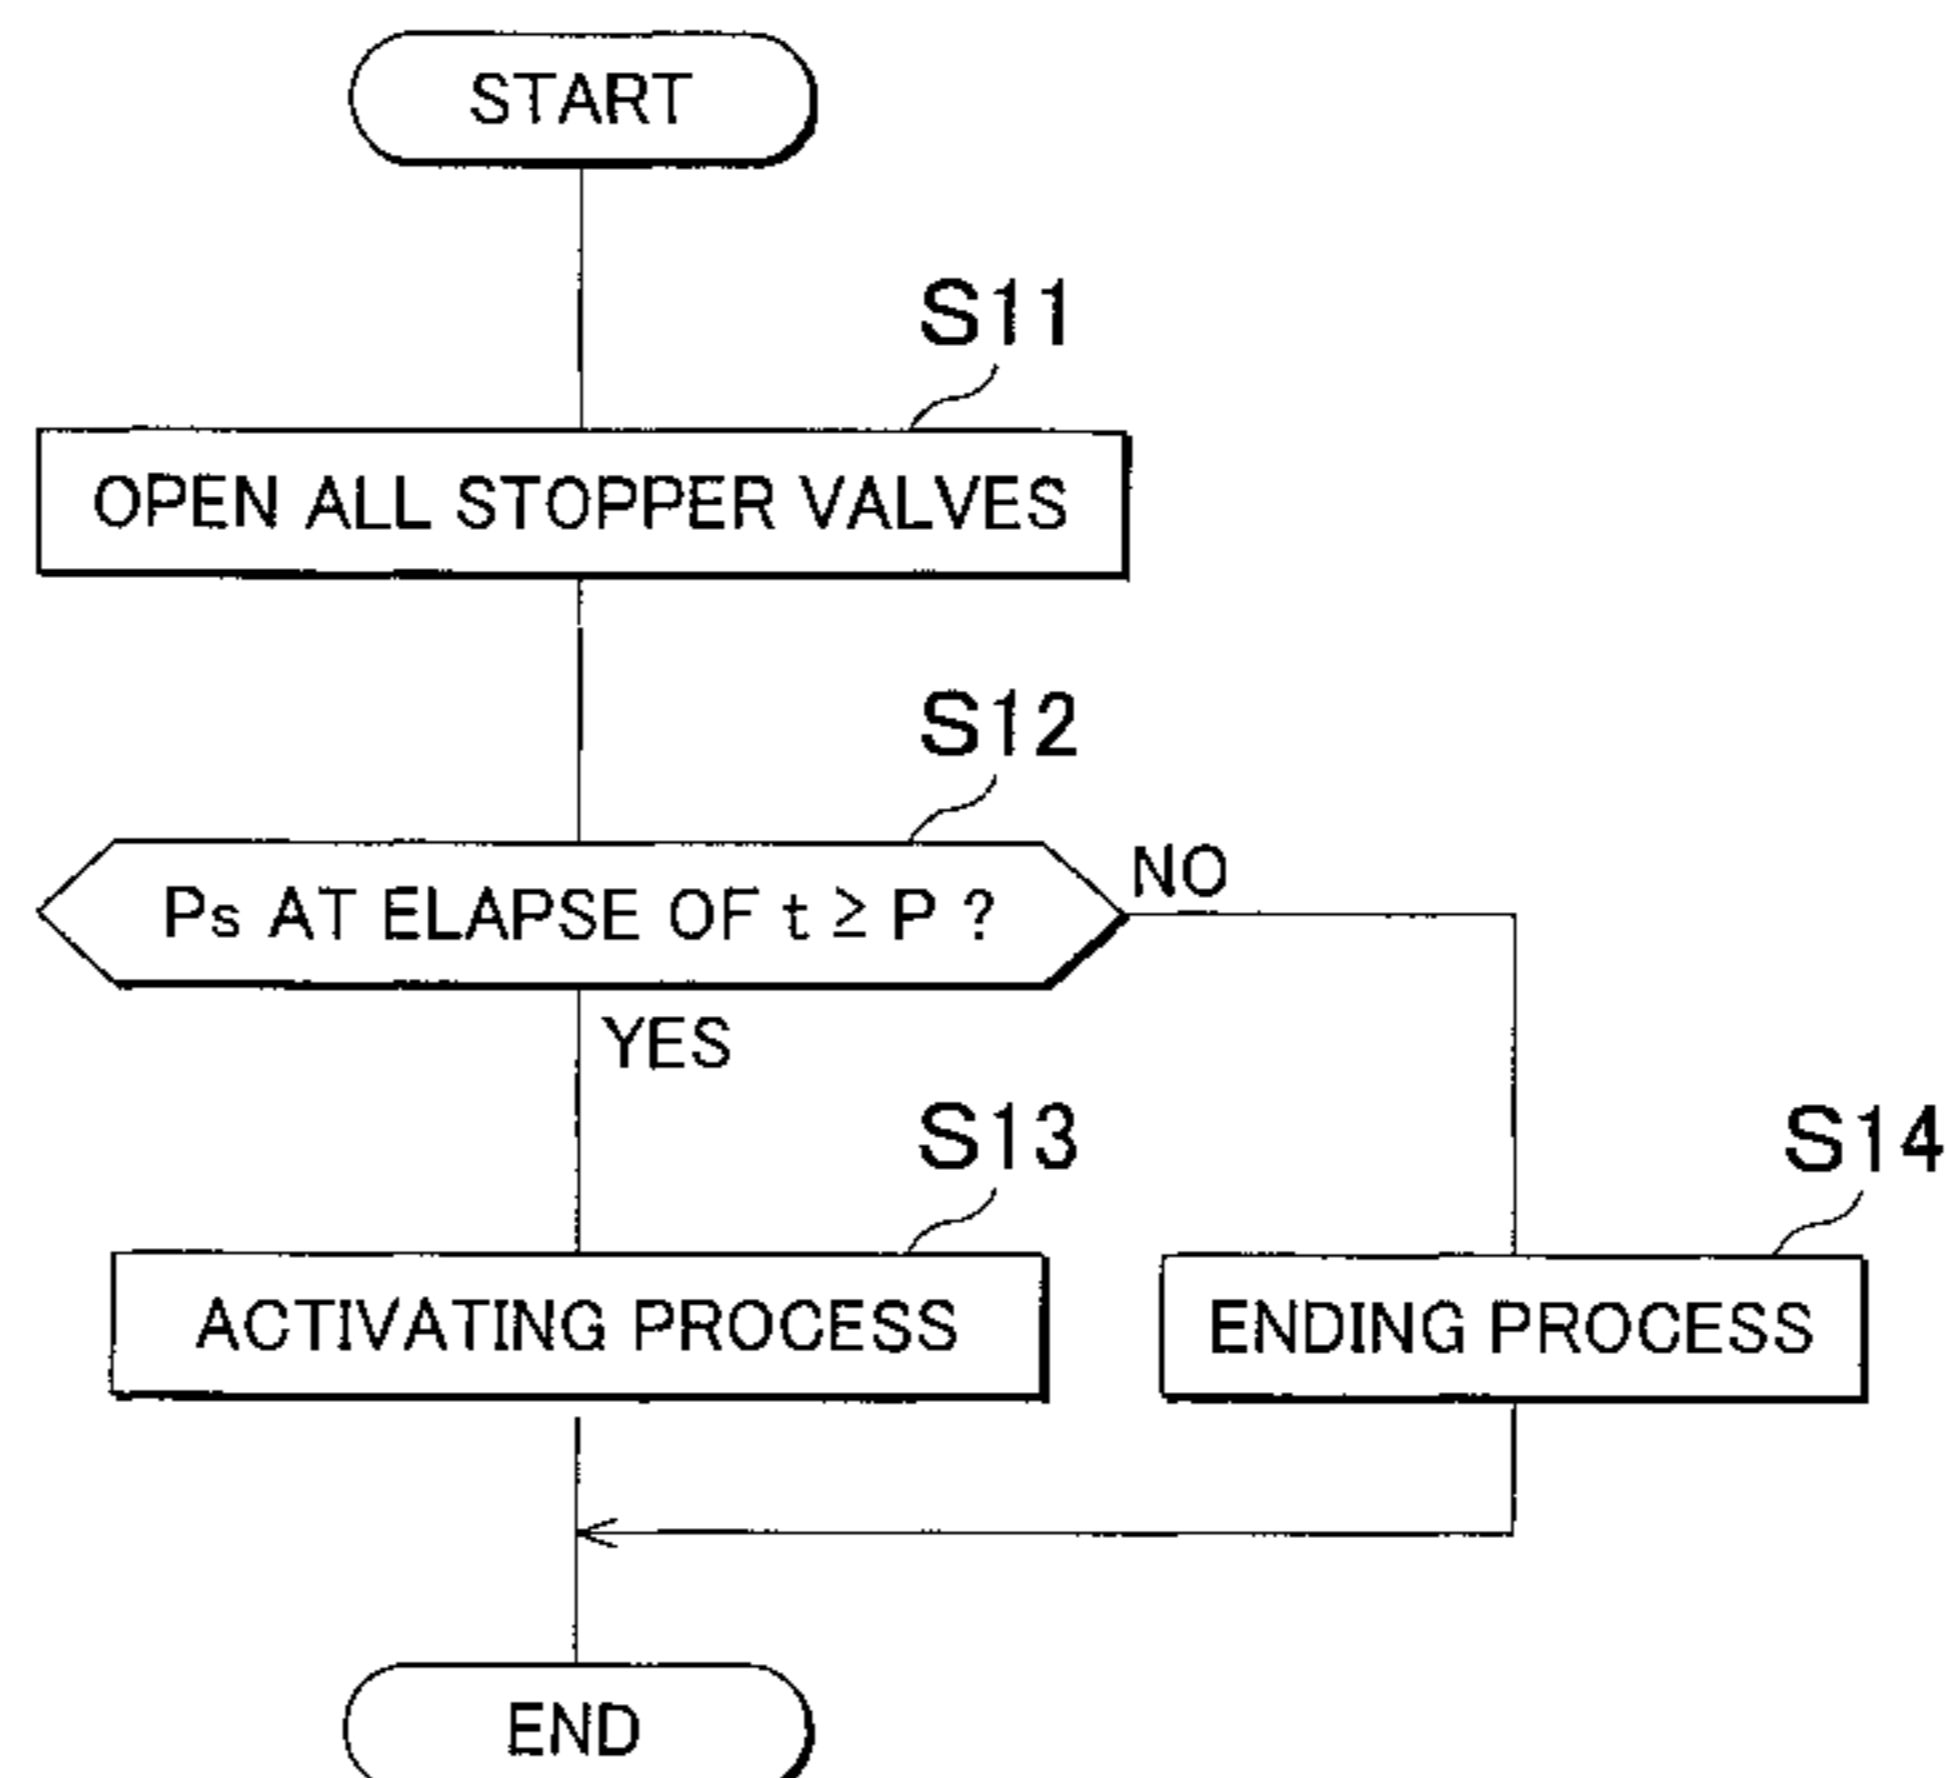 START
S11
OPEN ALL STOPPER VALVES
S12
Ps AT ELAPSE OF t ≥ P ?
NO
YES
S13
S14
ACTIVATING PROCESS
ENDING PROCESS
END